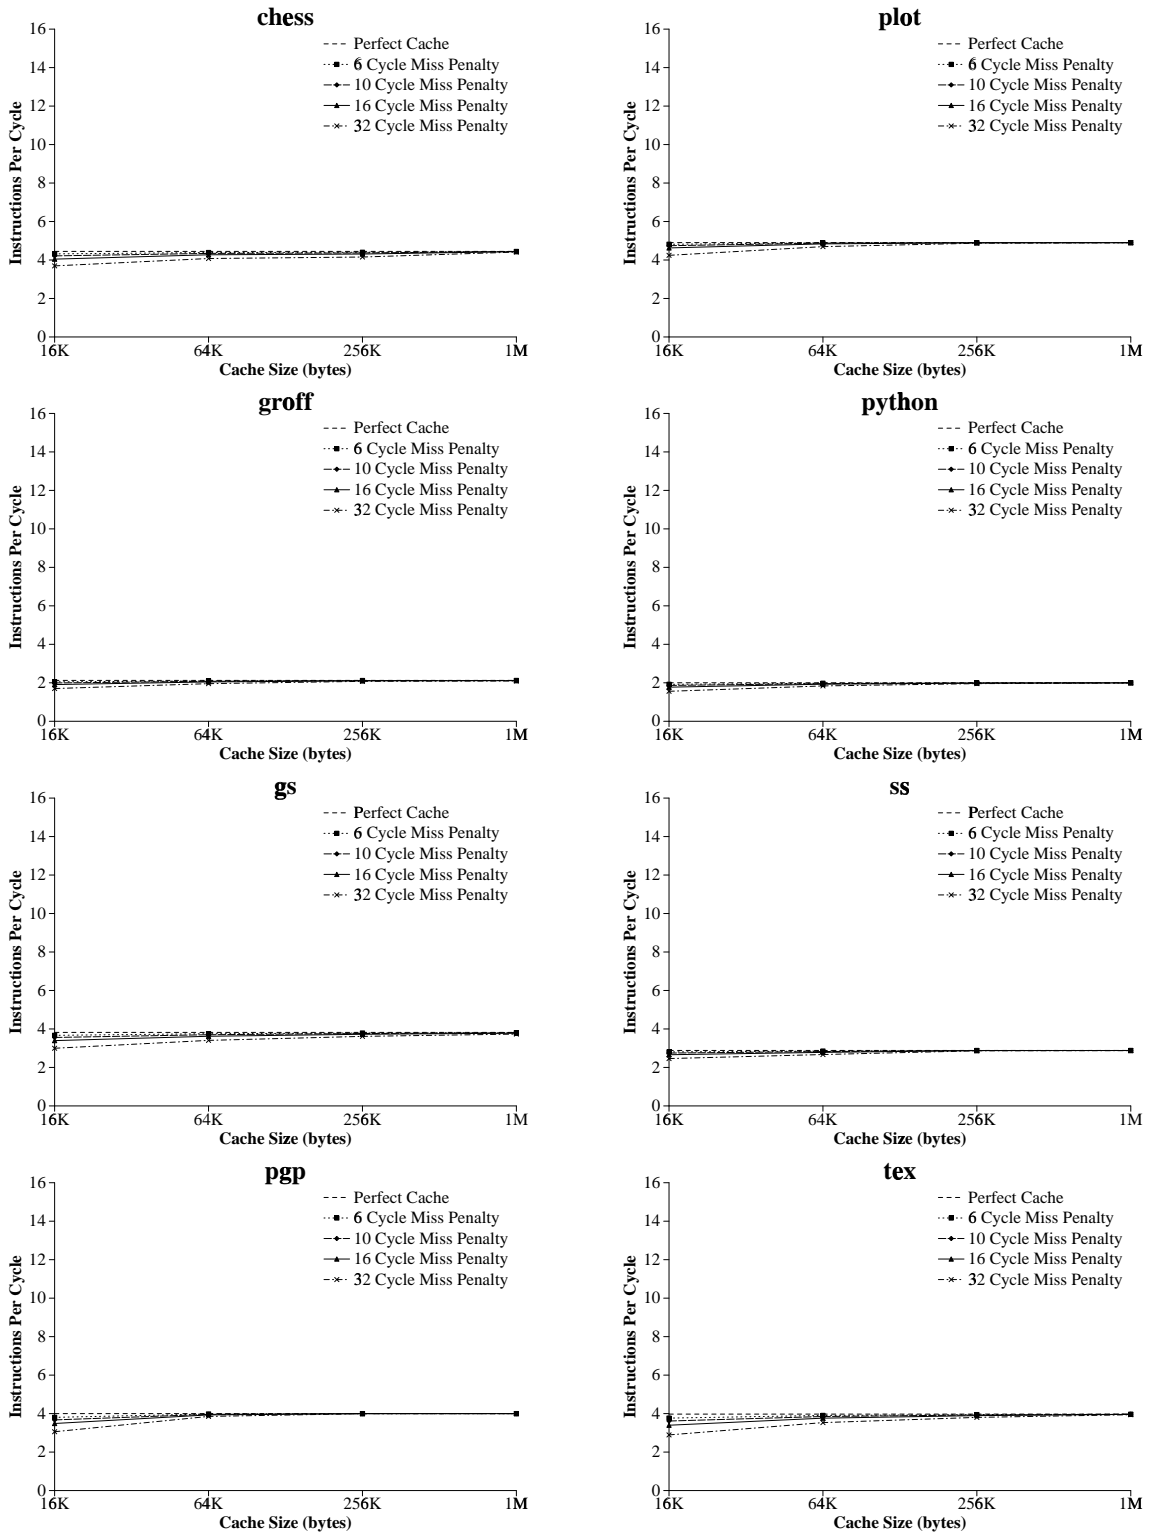 chess
16
14
12
10
8
6
4
2
0
Instructions Per Cycle
Perfect Cache
6 Cycle Miss Penalty
10 Cycle Miss Penalty
16 Cycle Miss Penalty
32 Cycle Miss Penalty
16K 64K 256K 1M
Cache Size (bytes)
plot
16
14
12
10
8
6
4
2
0
Instructions Per Cycle
Perfect Cache
6 Cycle Miss Penalty
10 Cycle Miss Penalty
16 Cycle Miss Penalty
32 Cycle Miss Penalty
16K 64K 256K 1M
Cache Size (bytes)
groff
16
14
12
10
8
6
4
2
0
Instructions Per Cycle
Perfect Cache
6 Cycle Miss Penalty
10 Cycle Miss Penalty
16 Cycle Miss Penalty
32 Cycle Miss Penalty
16K 64K 256K 1M
Cache Size (bytes)
python
16
14
12
10
8
6
4
2
0
Instructions Per Cycle
Perfect Cache
6 Cycle Miss Penalty
10 Cycle Miss Penalty
16 Cycle Miss Penalty
32 Cycle Miss Penalty
16K 64K 256K 1M
Cache Size (bytes)
gs
16
14
12
10
8
6
4
2
0
Instructions Per Cycle
Perfect Cache
6 Cycle Miss Penalty
10 Cycle Miss Penalty
16 Cycle Miss Penalty
32 Cycle Miss Penalty
16K 64K 256K 1M
Cache Size (bytes)
ss
16
14
12
10
8
6
4
2
0
Instructions Per Cycle
Perfect Cache
6 Cycle Miss Penalty
10 Cycle Miss Penalty
16 Cycle Miss Penalty
32 Cycle Miss Penalty
16K 64K 256K 1M
Cache Size (bytes)
pgp
16
14
12
10
8
6
4
2
0
Instructions Per Cycle
Perfect Cache
6 Cycle Miss Penalty
10 Cycle Miss Penalty
16 Cycle Miss Penalty
32 Cycle Miss Penalty
16K 64K 256K 1M
Cache Size (bytes)
tex
16
14
12
10
8
6
4
2
0
Instructions Per Cycle
Perfect Cache
6 Cycle Miss Penalty
10 Cycle Miss Penalty
16 Cycle Miss Penalty
32 Cycle Miss Penalty
16K 64K 256K 1M
Cache Size (bytes)